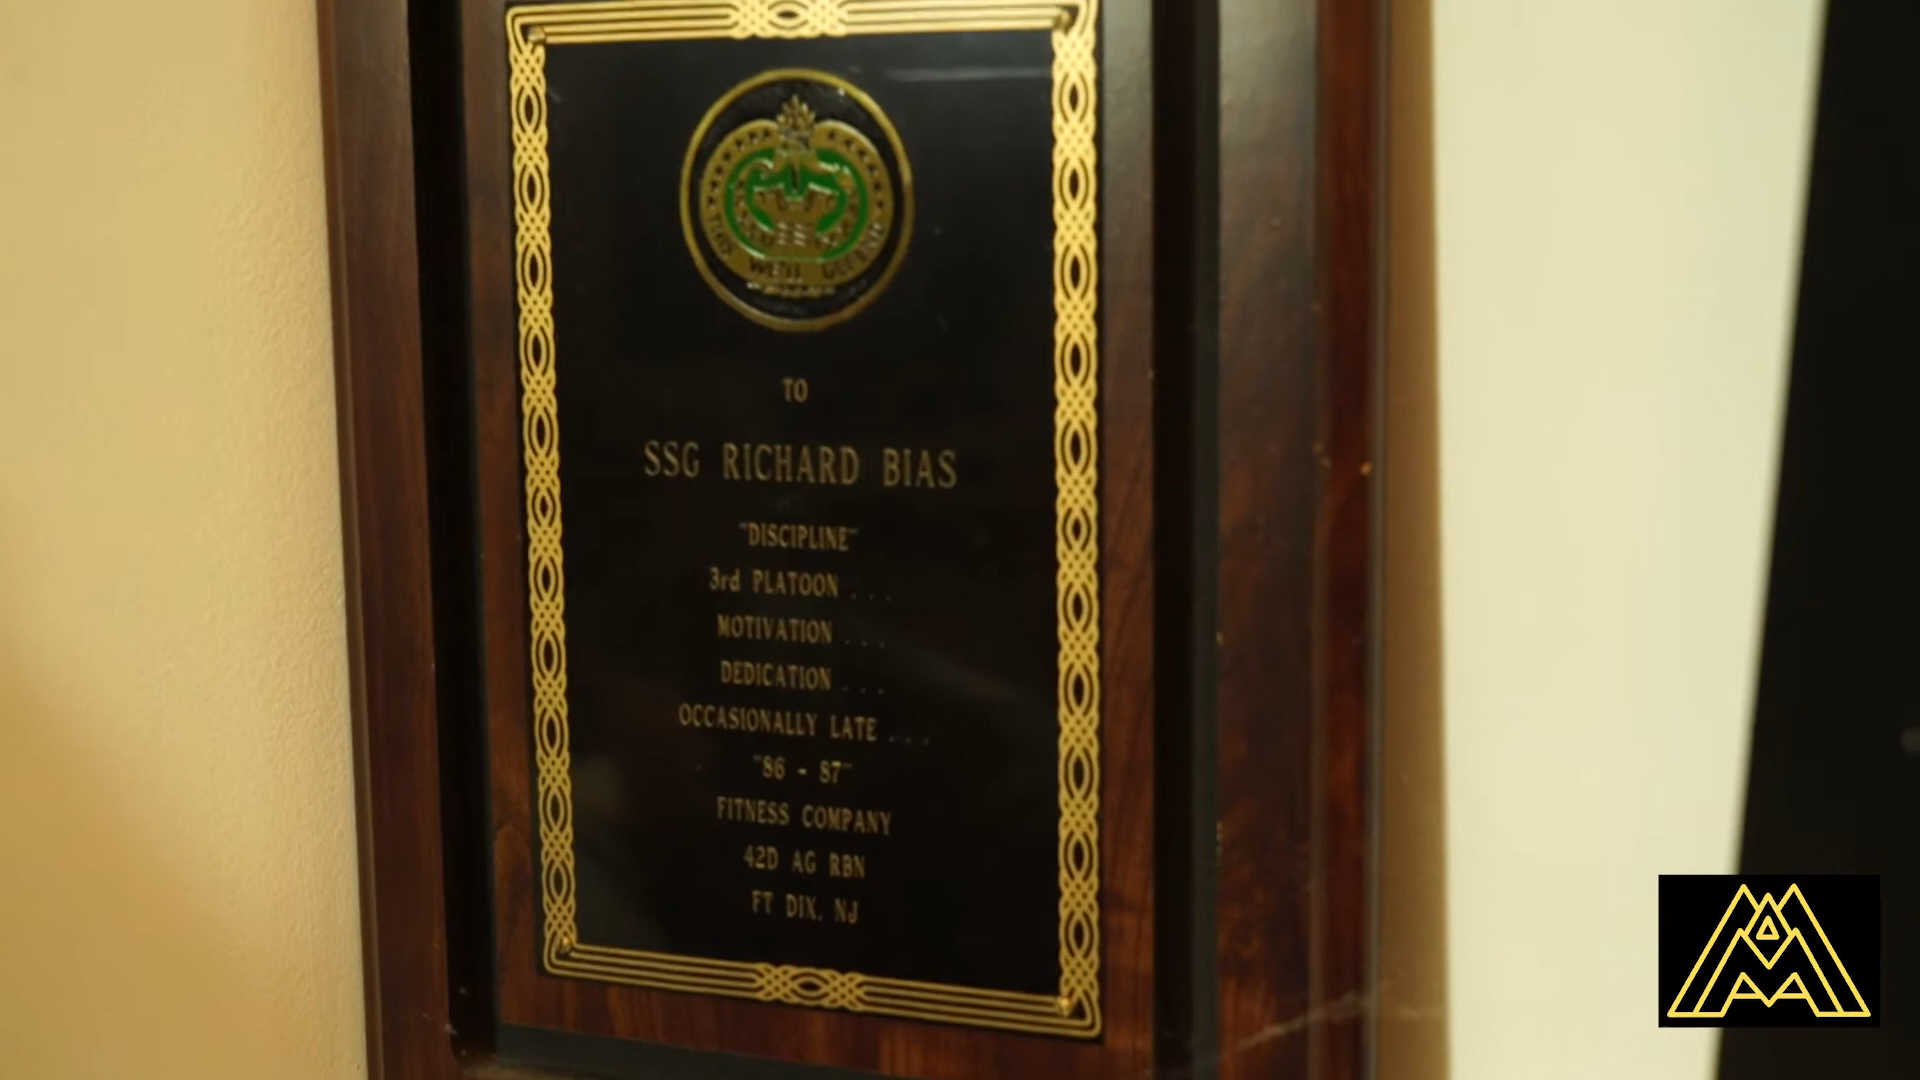 TO
SSG RICHARD BIAS
"DISCIPLINE"
3rd PLATOON . . .
MOTIVATION . . .
DEDICATION . . .
OCCASIONALLY LATE . . .
"86 - 87"
FITNESS COMPANY
42D AG RBN
FT DIX, NJ